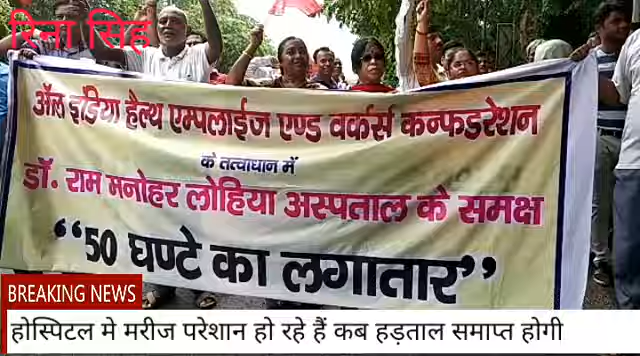 रिना सिंह
ऑल इंडिया हेल्थ एम्पलाईज एण्ड वर्कर्स कन्फडरेशन
के तत्वाधान में
डॉ. राम मनोहर लोहिया अस्पताल के समक्ष
“50 घण्टे का लगातार”
BREAKING NEWS
होस्पिटल मे मरीज परेशान हो रहे हैं कब हड़ताल समाप्त होगी